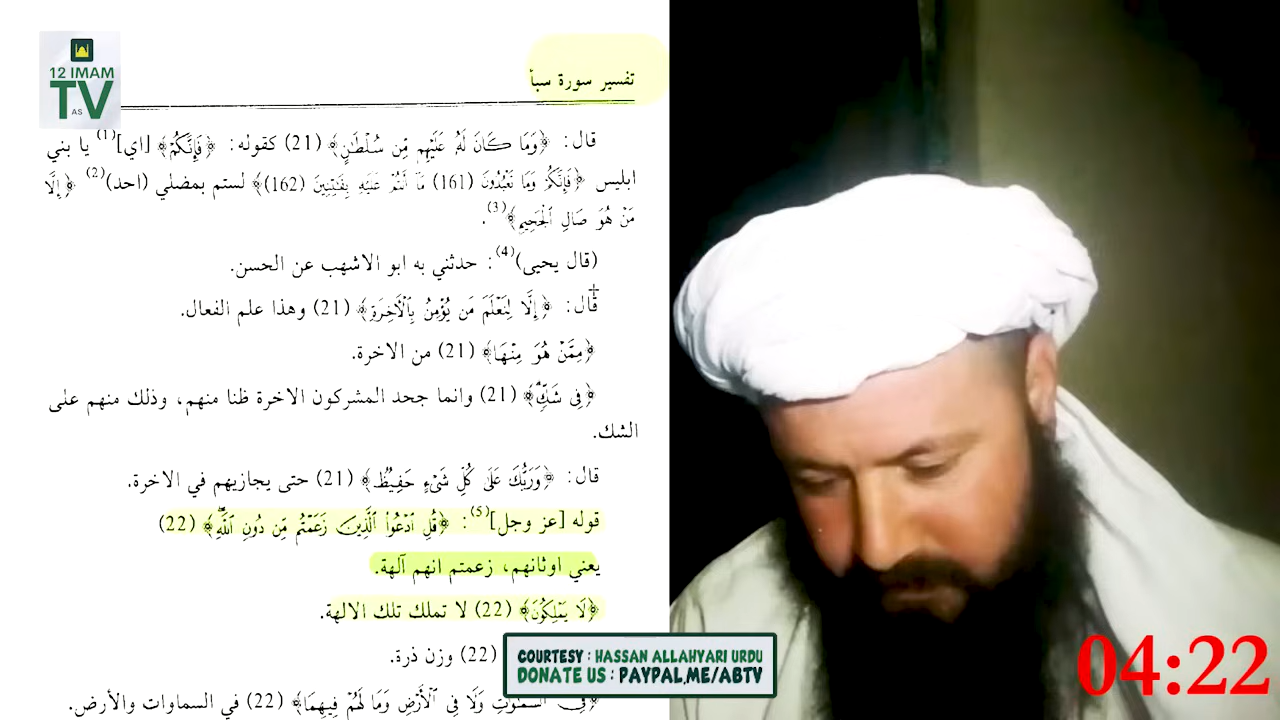 12 IMAM
TV
AS
تفسير سورة سبأ
قال: ﴿وَمَا كَانَ لَهُ عَلَيْهِم مِّن سُلْطَانٍ﴾ (21) كقوله: ﴿فَإِنَّكُمْ﴾ [اي](1) يا بني
ابليس ﴿فَإِنَّكُمْ وَمَا تَعْبُدُونَ (161) مَا أَنتُمْ عَلَيْهِ بِفَاتِنِينَ (162)﴾ لستم بمضلي (احد)(2) ﴿إِلَّا
مَنْ هُوَ صَالِ الْجَحِيمِ﴾(3).
(قال يحيى)(4): حدثني به ابو الاشهب عن الحسن.
قال: ﴿إِلَّا لِنَعْلَمَ مَن يُؤْمِنُ بِالْآخِرَةِ﴾ (21) وهذا علم الفعال.
﴿مِمَّنْ هُوَ مِنْهَا﴾ (21) من الاخرة.
﴿فِي شَكٍّ﴾ (21) وانما جحد المشركون الاخرة ظنا منهم، وذلك منهم على
الشك.
قال: ﴿وَرَبُّكَ عَلَىٰ كُلِّ شَيْءٍ حَفِيظٌ﴾ (21) حتى يجازيهم في الاخرة.
قوله [عز وجل](5): ﴿قُلِ ادْعُوا الَّذِينَ زَعَمْتُم مِّن دُونِ اللَّهِ﴾ (22)
يعني اوثانهم، زعمتم انهم آلهة.
﴿لَا يَمْلِكُونَ﴾ (22) لا تملك تلك الالهة.
(22) وزن ذرة.
﴿فِي السَّمَاوَاتِ وَلَا فِي الْأَرْضِ وَمَا لَهُمْ فِيهِمَا﴾ (22) في السماوات والأرض.
COURTESY : HASSAN ALLAHYARI URDU
DONATE US : PAYPAL.ME/ABTV
04:22